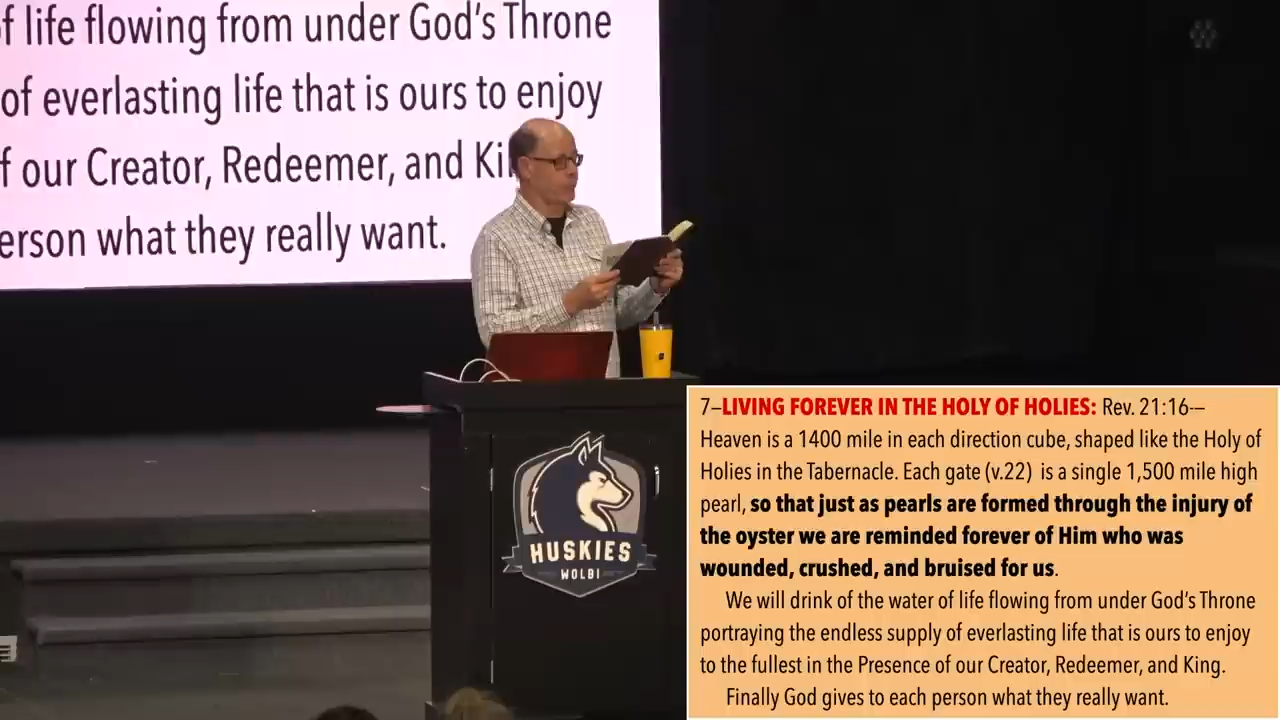 f life flowing from under God's Throne
of everlasting life that is ours to enjoy
f our Creator, Redeemer, and Ki
erson what they really want.
HUSKIES
WOLBI
7–LIVING FOREVER IN THE HOLY OF HOLIES: Rev. 21:16-–
Heaven is a 1400 mile in each direction cube, shaped like the Holy of
Holies in the Tabernacle. Each gate (v.22) is a single 1,500 mile high
pearl, so that just as pearls are formed through the injury of
the oyster we are reminded forever of Him who was
wounded, crushed, and bruised for us.
We will drink of the water of life flowing from under God's Throne
portraying the endless supply of everlasting life that is ours to enjoy
to the fullest in the Presence of our Creator, Redeemer, and King.
Finally God gives to each person what they really want.